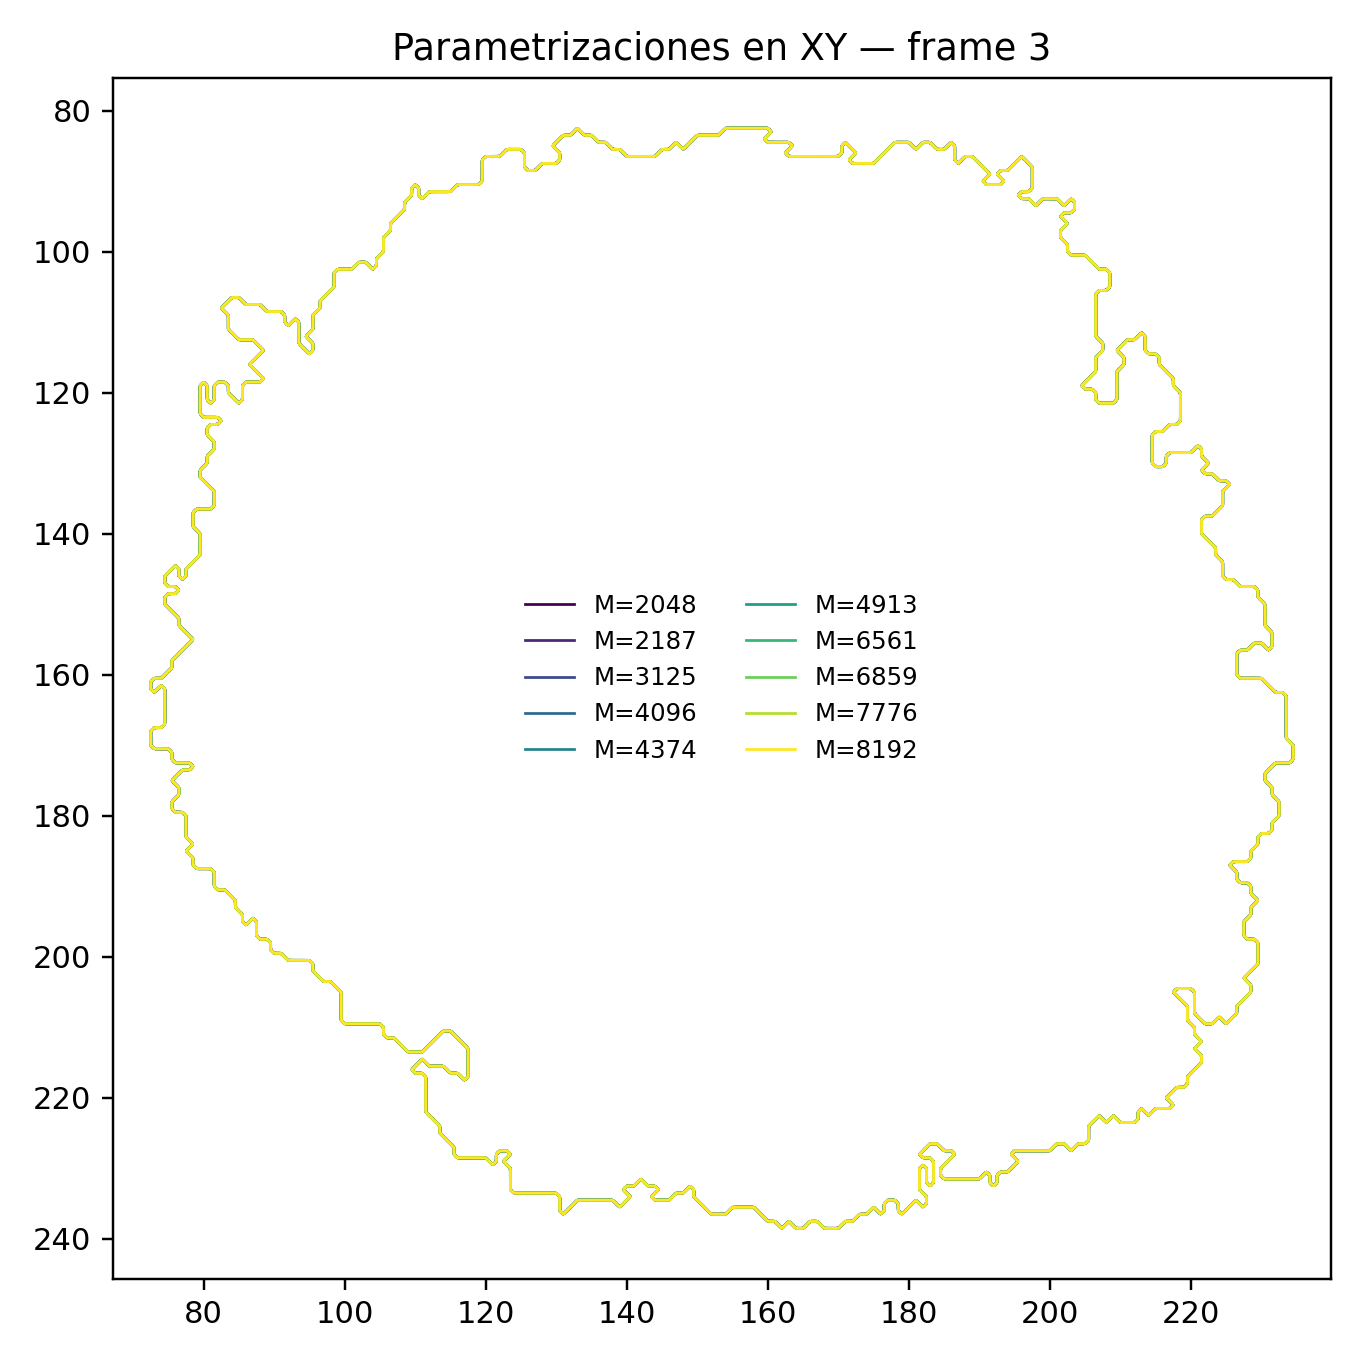 Parametrizaciones en XY — frame 3
80
100
120
140
160
180
200
220
240
M=2048
M=2187
M=3125
M=4096
M=4374
M=4913
M=6561
M=6859
M=7776
M=8192
80 100 120 140 160 180 200 220